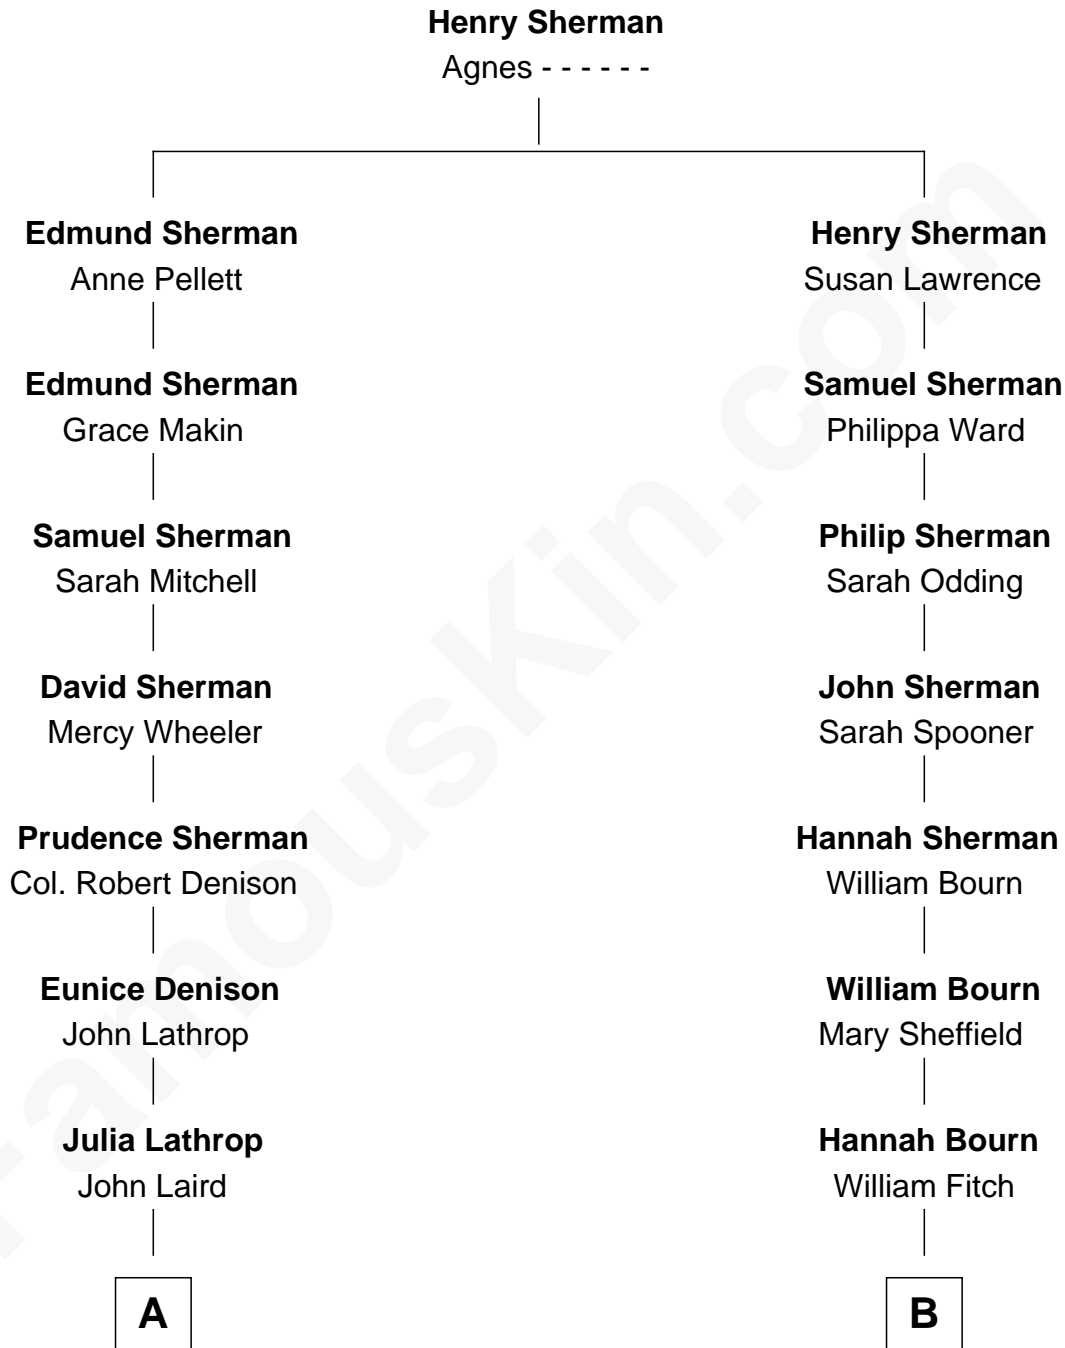 Henry Sherman
Agnes - - - - - -
Edmund Sherman
Anne Pellett
Henry Sherman
Susan Lawrence
Edmund Sherman
Grace Makin
Samuel Sherman
Philippa Ward
Samuel Sherman
Sarah Mitchell
Philip Sherman
Sarah Odding
David Sherman
Mercy Wheeler
John Sherman
Sarah Spooner
Prudence Sherman
Col. Robert Denison
Hannah Sherman
William Bourn
Eunice Denison
John Lathrop
William Bourn
Mary Sheffield
Julia Lathrop
John Laird
Hannah Bourn
William Fitch
A
B
FamousKin.com